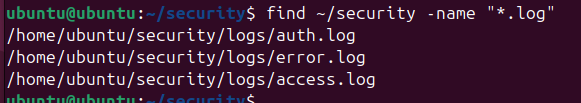 ubuntu@ubuntu:~/security$ find ~/security -name "*.log"
/home/ubuntu/security/logs/auth.log
/home/ubuntu/security/logs/error.log
/home/ubuntu/security/logs/access.log
ubuntu@ubuntu:~/security$